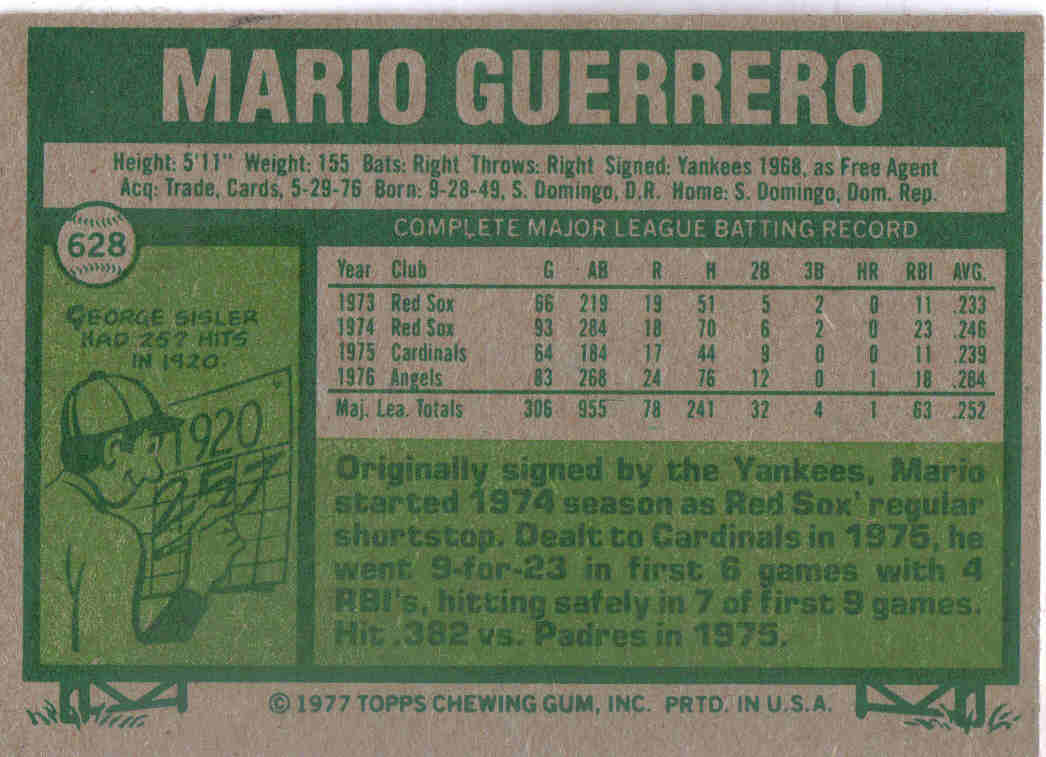 MARIO GUERRERO
Height: 5'11" Weight: 155 Bats: Right Throws: Right Signed: Yankees 1968, as Free Agent
Acq: Trade, Cards, 5-29-76 Born: 9-28-49, S. Domingo, D.R. Home: S. Domingo, Dom. Rep.
628
COMPLETE MAJOR LEAGUE BATTING RECORD
Year Club G AB R H 2B 3B HR RBI AVG.
1973 Red Sox 66 219 19 51 5 2 0 11 .233
1974 Red Sox 93 284 18 70 6 2 0 23 .246
1975 Cardinals 64 184 17 44 9 0 0 11 .239
1976 Angels 83 268 24 76 12 0 1 18 .284
Maj. Lea. Totals 306 955 78 241 32 4 1 63 .252
GEORGE SISLER
HAD 257 HITS
IN 1920.
1920
257
Originally signed by the Yankees, Mario
started 1974 season as Red Sox' regular
shortstop. Dealt to Cardinals in 1975, he
went 9-for-23 in first 6 games with 4
RBI's, hitting safely in 7 of first 9 games.
Hit .382 vs. Padres in 1975.
© 1977 TOPPS CHEWING GUM, INC. PRTD. IN U.S.A.